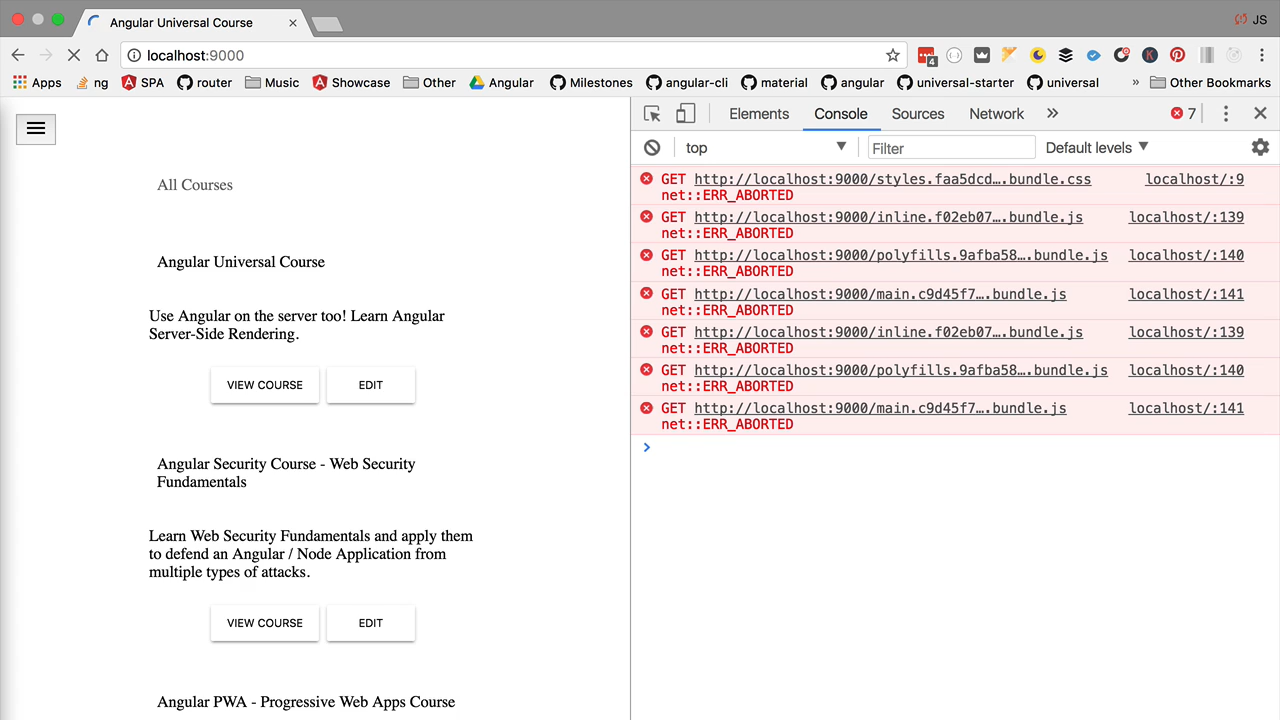 Angular Universal Course
JS
localhost:9000
4
Apps ng SPA router Music Showcase Other Angular Milestones angular-cli material angular universal-starter universal » Other Bookmarks
Elements Console Sources Network » 7
top Filter Default levels
All Courses
Angular Universal Course
Use Angular on the server too! Learn Angular
Server-Side Rendering.
VIEW COURSE EDIT
Angular Security Course - Web Security
Fundamentals
Learn Web Security Fundamentals and apply them
to defend an Angular / Node Application from
multiple types of attacks.
VIEW COURSE EDIT
Angular PWA - Progressive Web Apps Course
GET http://localhost:9000/styles.faa5dcd….bundle.css localhost/:9
net::ERR_ABORTED
GET http://localhost:9000/inline.f02eb07….bundle.js localhost/:139
net::ERR_ABORTED
GET http://localhost:9000/polyfills.9afba58….bundle.js localhost/:140
net::ERR_ABORTED
GET http://localhost:9000/main.c9d45f7….bundle.js localhost/:141
net::ERR_ABORTED
GET http://localhost:9000/inline.f02eb07….bundle.js localhost/:139
net::ERR_ABORTED
GET http://localhost:9000/polyfills.9afba58….bundle.js localhost/:140
net::ERR_ABORTED
GET http://localhost:9000/main.c9d45f7….bundle.js localhost/:141
net::ERR_ABORTED